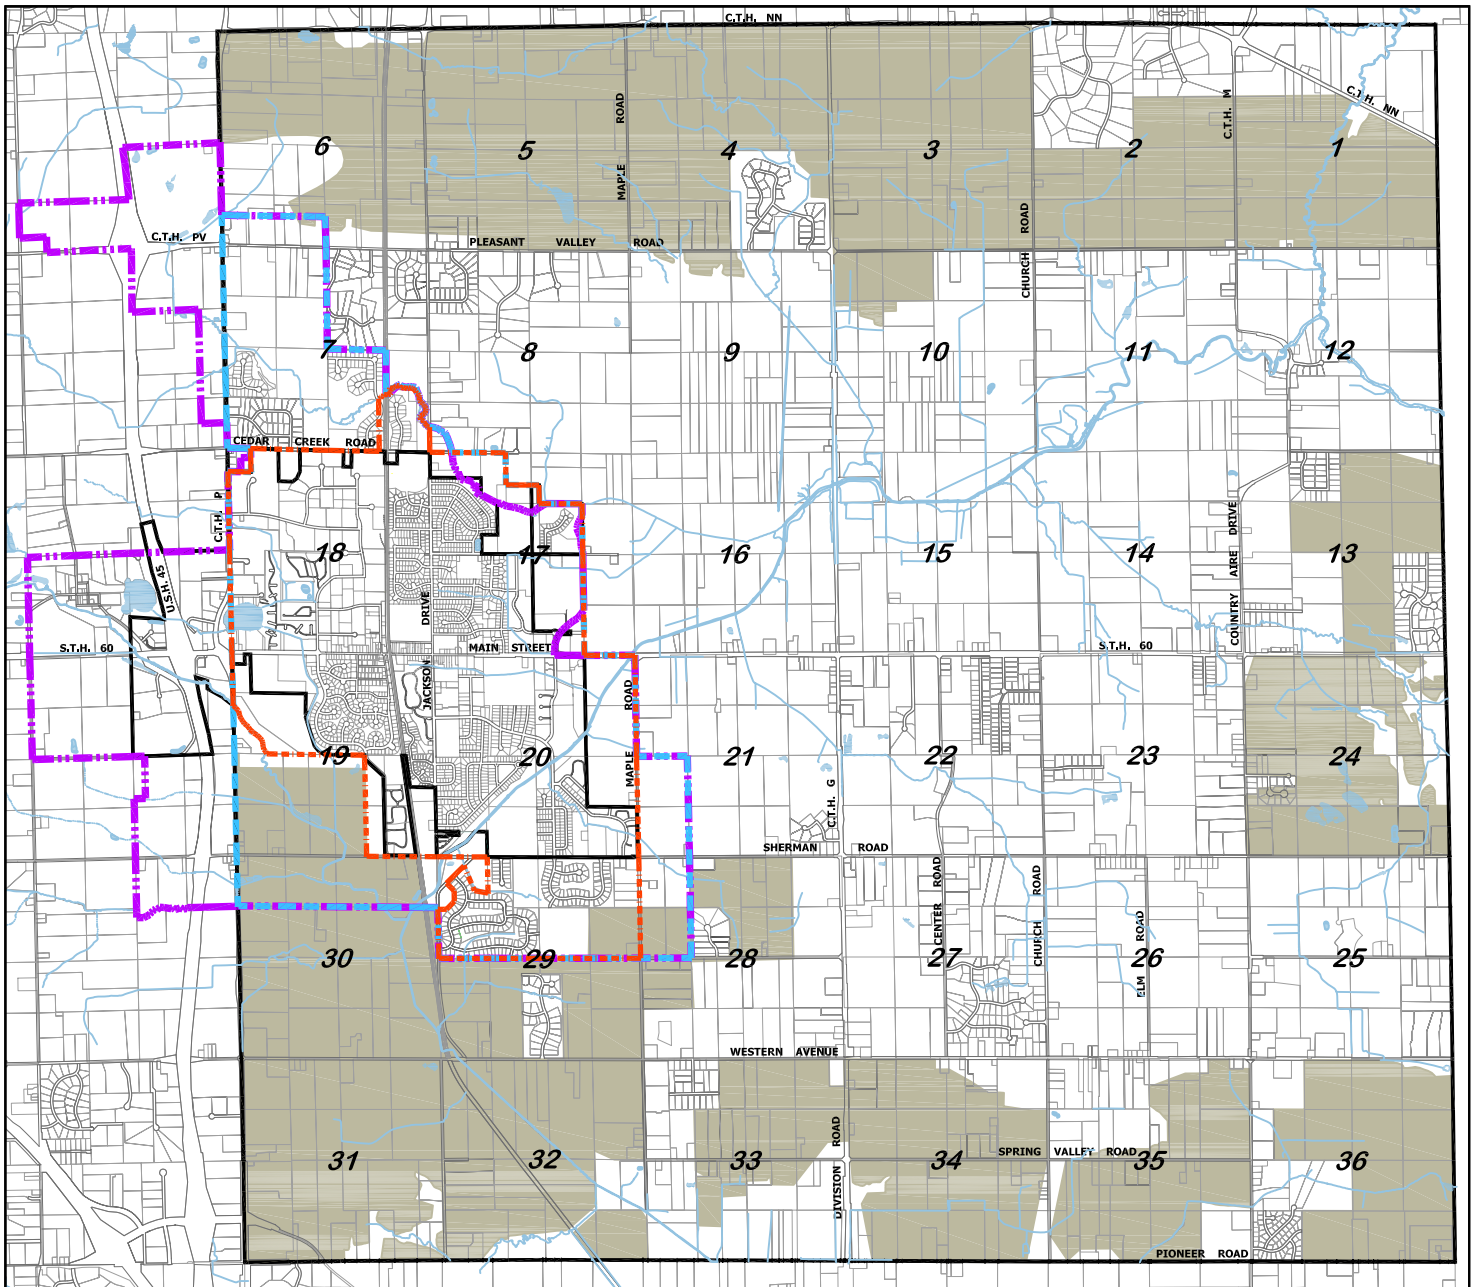 C.T.H. NN
C.T.H. NN
C.T.H. M
MAPLE ROAD
6
5
4
3
2
1
CHURCH ROAD
C.T.H. PV
PLEASANT VALLEY ROAD
7
8
9
10
11
12
CEDAR CREEK ROAD
C.T.H. P
18
17
16
15
14
13
COUNTRY AIRE DRIVE
U.S.H. 45
JACKSON DRIVE
S.T.H. 60
MAIN STREET
S.T.H. 60
MAPLE ROAD
19
20
21
22
23
24
C.T.H. G
SHERMAN ROAD
CENTER ROAD
CHURCH ROAD
ELM ROAD
30
29
28
27
26
25
WESTERN AVENUE
DIVISION ROAD
SPRING VALLEY ROAD
31
32
33
34
35
36
PIONEER ROAD